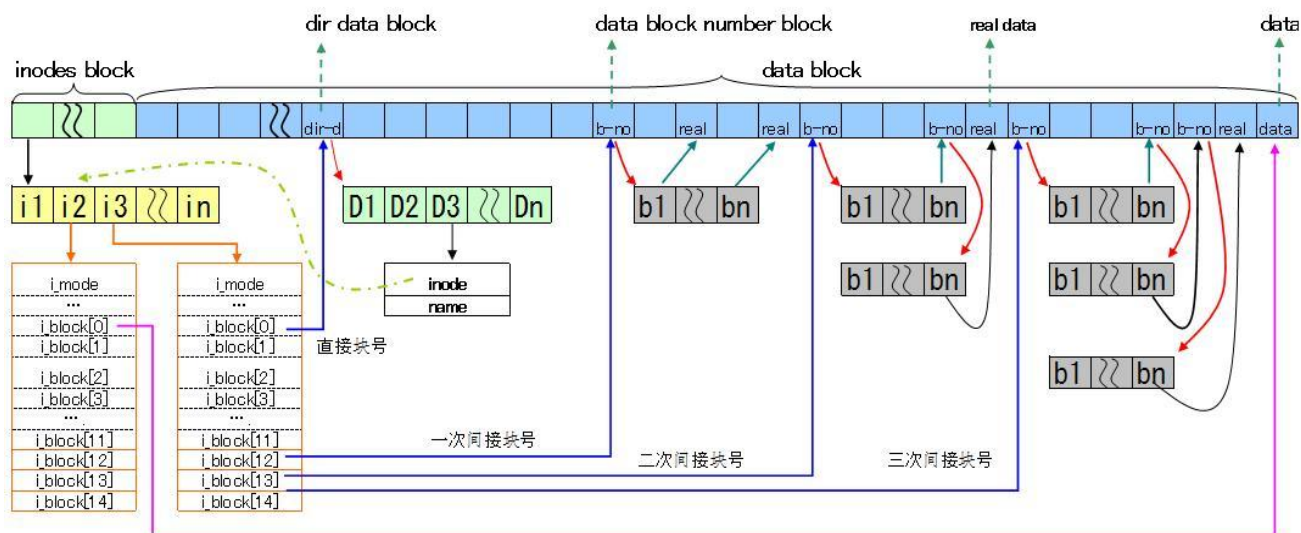 dir data block
data block number block
real data
data
inodes block
data block
dir-d
b-no
real
real
b-no
b-no
real
b-no
b-no
b-no
real
data
i1 i2 i3 in
D1 D2 D3 Dn
b1 bn
b1 bn
b1 bn
inode
name
b1 bn
b1 bn
b1 bn
i_mode
...
i_block[0]
i_block[1]
i_block[2]
i_block[3]
...
i_block[11]
i_block[12]
i_block[13]
i_block[14]
i_mode
...
i_block[0]
i_block[1]
i_block[2]
i_block[3]
... .
i_block[11]
i_block[12]
i_block[13]
i_block[14]
直接块号
一次间接块号
二次间接块号
三次间接块号